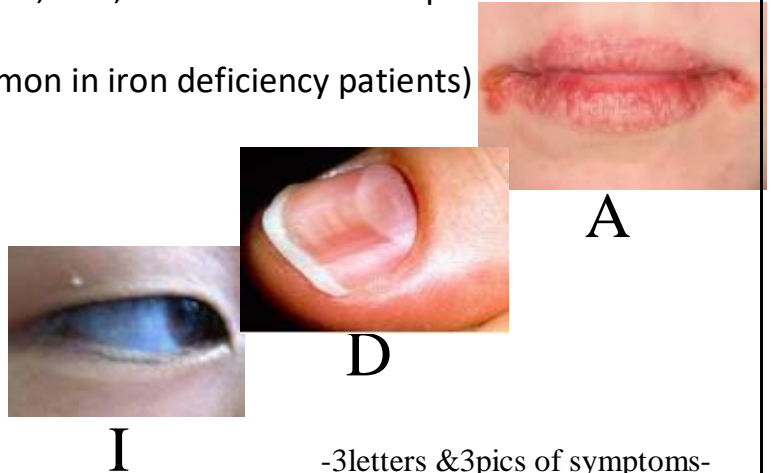 mon in iron deficiency patients)
A
D
I
-3letters &3pics of symptoms-